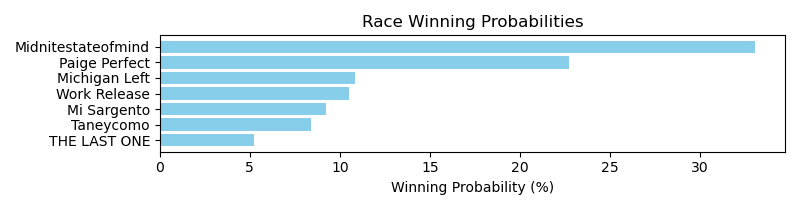 Race Winning Probabilities
Midnitestateofmind
Paige Perfect
Michigan Left
Work Release
Mi Sargento
Taneycomo
THE LAST ONE
0 5 10 15 20 25 30
Winning Probability (%)